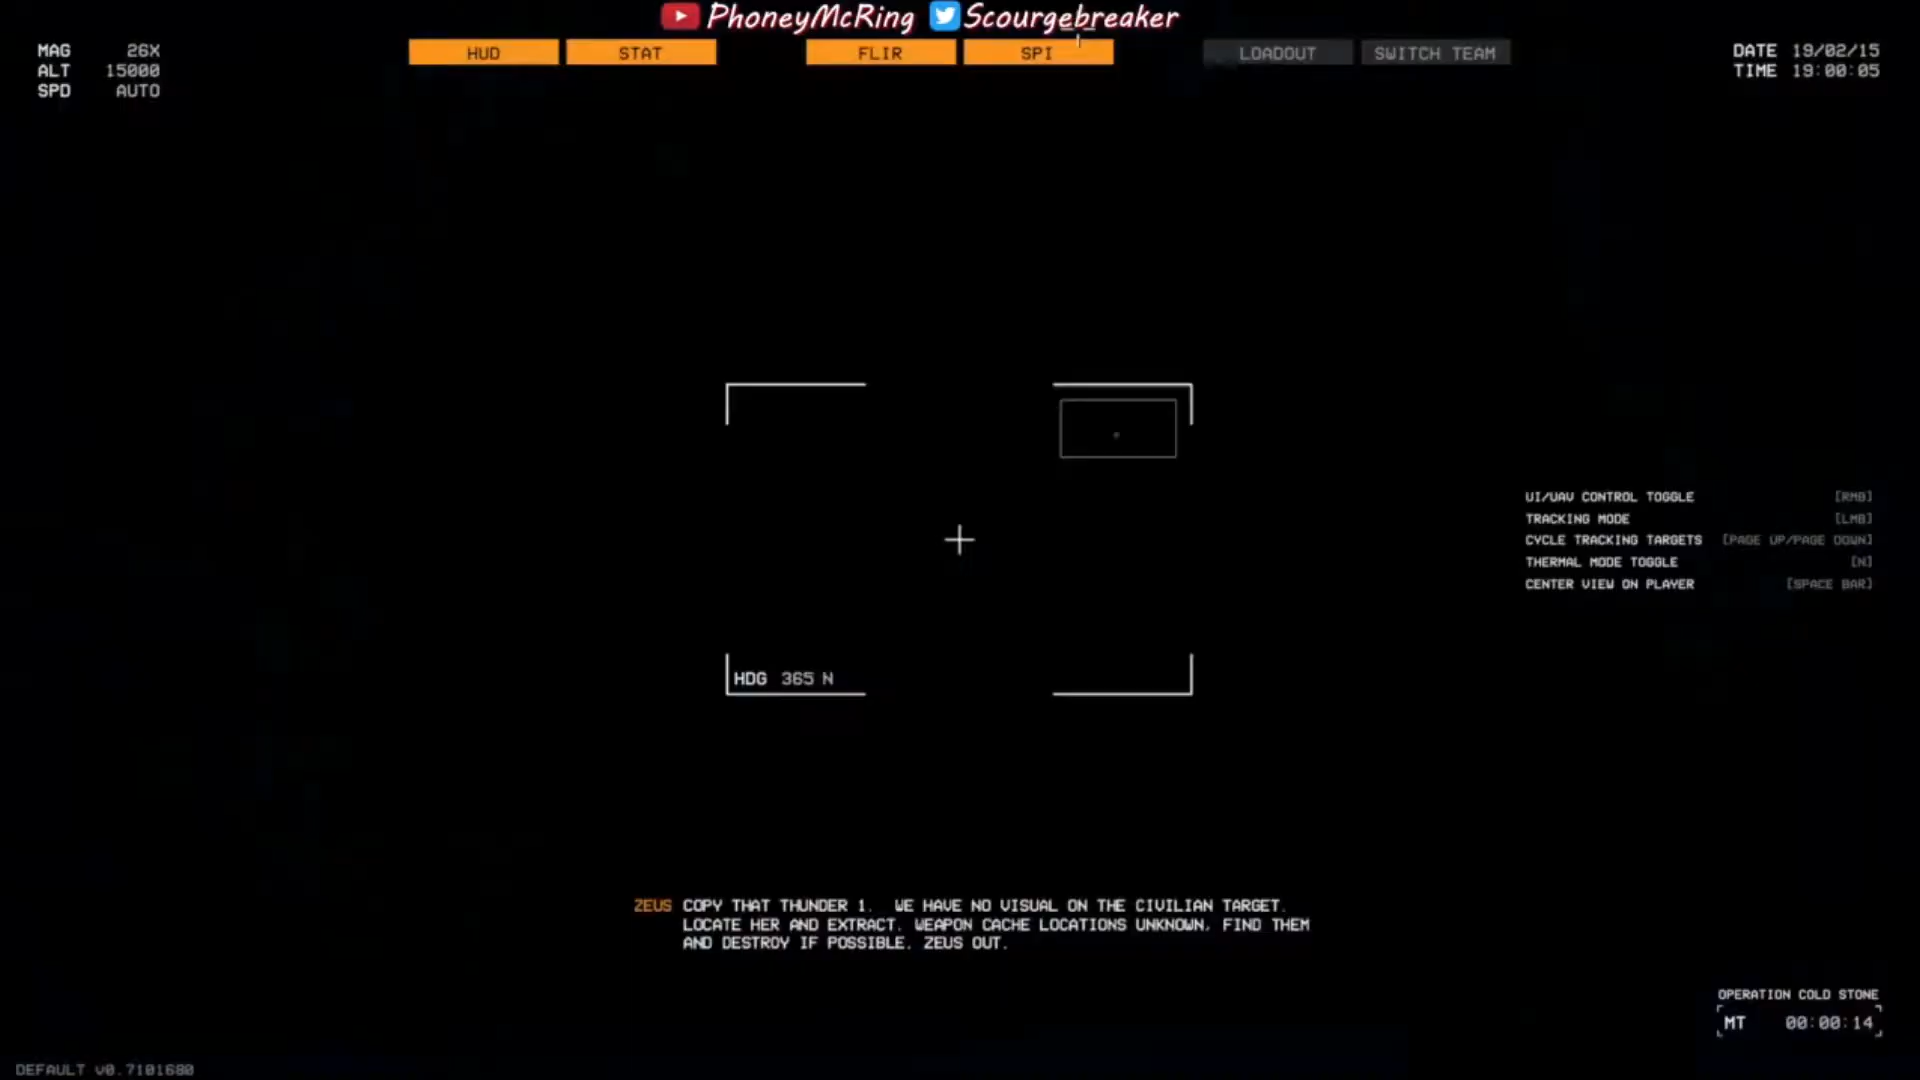 PhoneyMcRing Scourgebreaker
MAG 26X
ALT 15000
SPD AUTO
HUD STAT FLIR SPI LOADOUT SWITCH TEAM
DATE 19/02/15
TIME 19:00:05
UI/UAV CONTROL TOGGLE [RMB]
TRACKING MODE [LMB]
CYCLE TRACKING TARGETS [PAGE UP/PAGE DOWN]
THERMAL MODE TOGGLE [N]
CENTER VIEW ON PLAYER [SPACE BAR]
HDG 365 N
ZEUS COPY THAT THUNDER 1. WE HAVE NO VISUAL ON THE CIVILIAN TARGET.
LOCATE HER AND EXTRACT. WEAPON CACHE LOCATIONS UNKNOWN, FIND THEM
AND DESTROY IF POSSIBLE. ZEUS OUT.
OPERATION COLD STONE
MT 00:00:14
DEFAULT v0.7101680